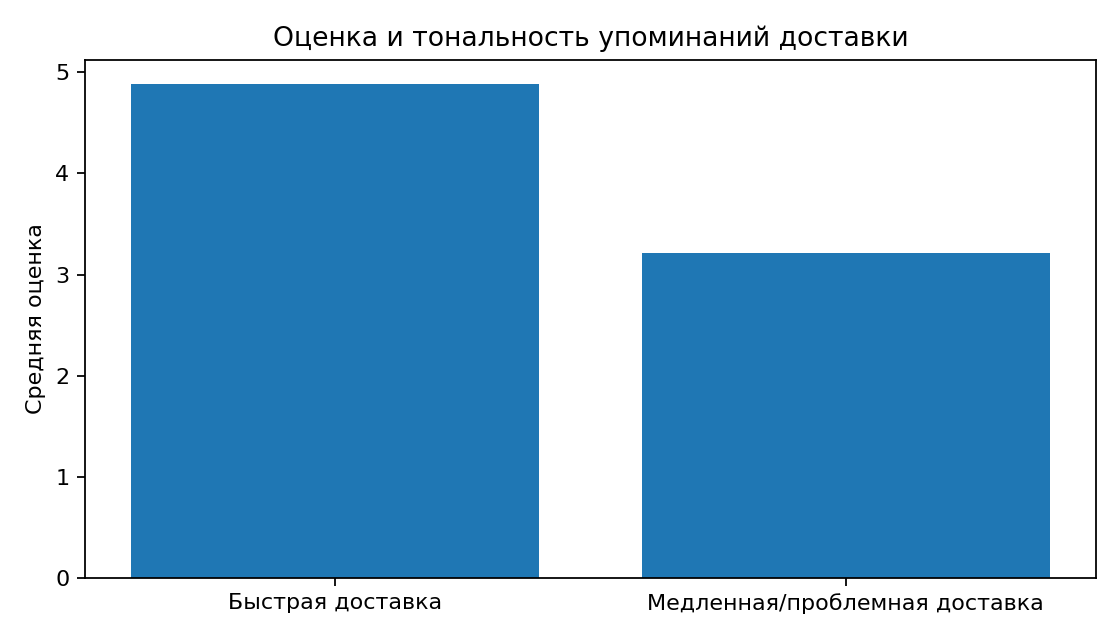 Оценка и тональность упоминаний доставки
Средняя оценка
5
4
3
2
1
0
Быстрая доставка
Медленная/проблемная доставка